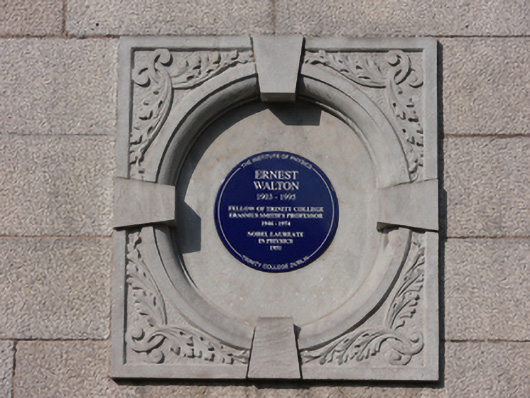 THE INSTITUTE OF PHYSICS
ERNEST
WALTON
1903 - 1995
FELLOW OF TRINITY COLLEGE
ERASMUS SMITH'S PROFESSOR
1946 - 1974
NOBEL LAUREATE
IN PHYSICS
1951
TRINITY COLLEGE DUBLIN